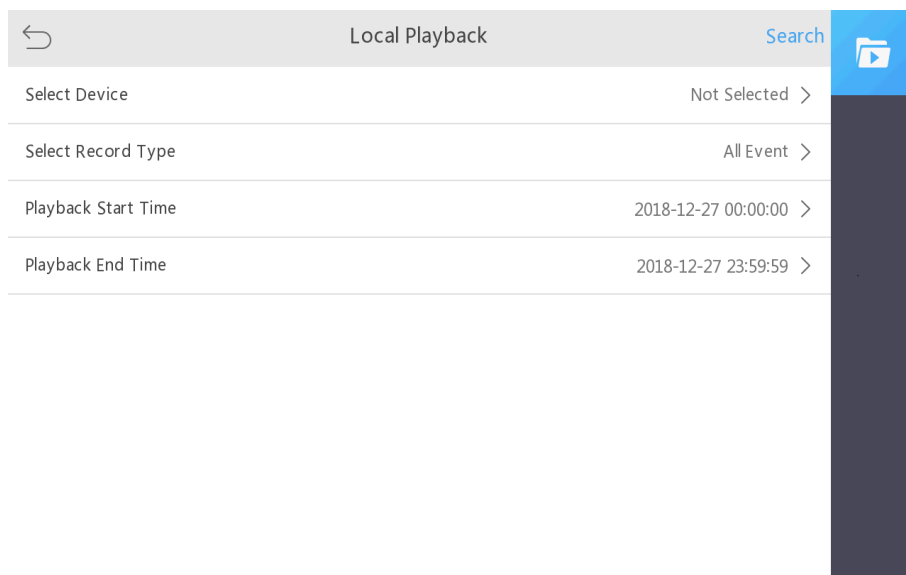 Local Playback Search
Select Device Not Selected
Select Record Type All Event
Playback Start Time 2018-12-27 00:00:00
Playback End Time 2018-12-27 23:59:59